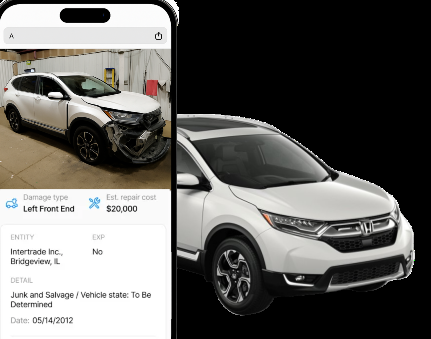 A
Damage type
Est. repair cost
Left Front End
$20,000
ENTITY
EXP
Intertrade Inc.,
Bridgeview, IL
No
DETAIL
Junk and Salvage / Vehicle state: To Be
Determined
Date: 05/14/2012